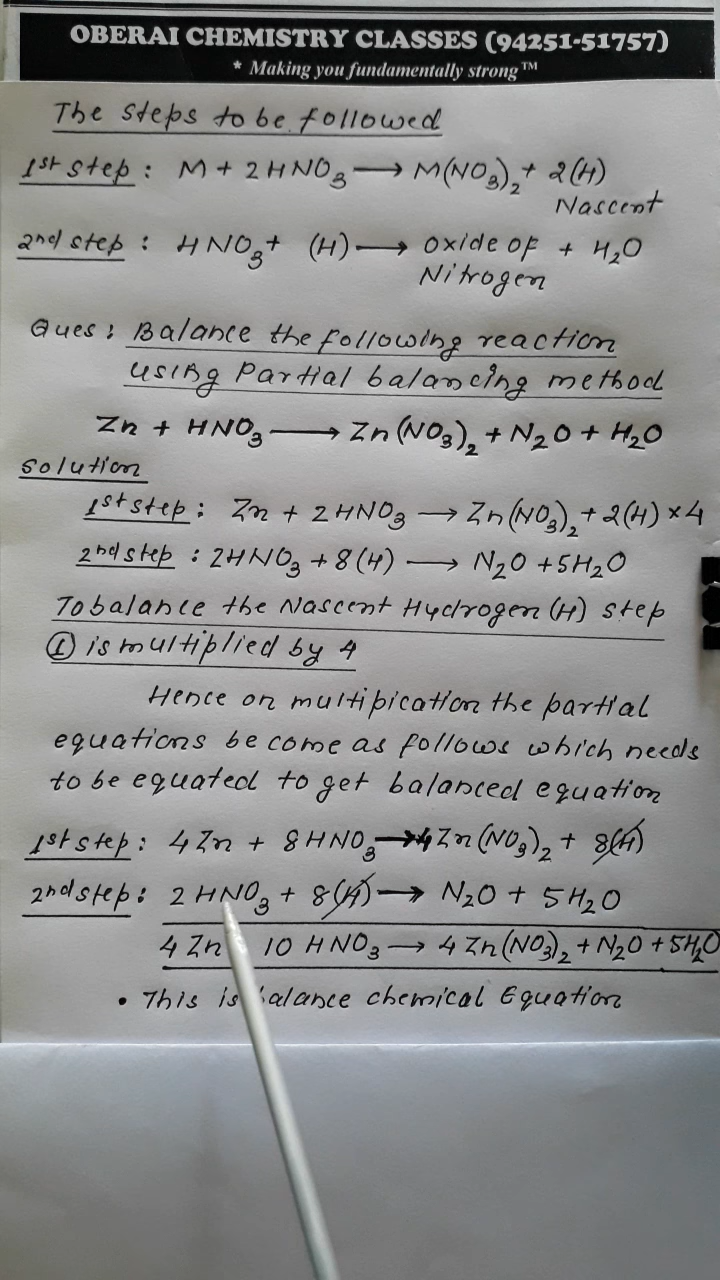 OBERAI CHEMISTRY CLASSES (94251-51757)
* Making you fundamentally strong™
The steps to be followed
1st step : M + 2HNO₃ → M(NO₃)₂ + 2(H)
Nascent
2nd step : HNO₃ + (H) → oxide of + H₂O
Nitrogen
Ques : Balance the following reaction
using Partial balancing method
Zn + HNO₃ → Zn(NO₃)₂ + N₂O + H₂O
Solution
1st step : Zn + 2HNO₃ → Zn(NO₃)₂ + 2(H) × 4
2nd step : 2HNO₃ + 8(H) → N₂O + 5H₂O
To balance the Nascent Hydrogen (H) step
① is multiplied by 4
Hence on multipication the partial
equations become as follows which needs
to be equated to get balanced equation
1st step : 4Zn + 8HNO₃ → 4Zn(NO₃)₂ + 8(H)
2nd step : 2HNO₃ + 8(H) → N₂O + 5H₂O
4Zn 10HNO₃ → 4Zn(NO₃)₂ + N₂O + 5H₂O
• This is alance chemical Equation